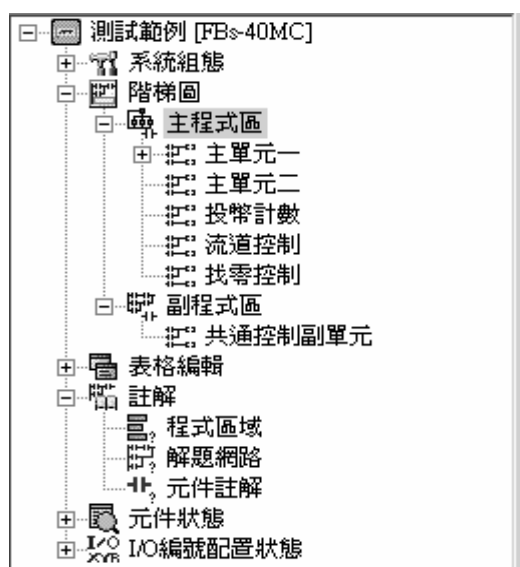 測試範例 [FBs-40MC]
系統組態
階梯圖
主程式區
主單元一
主單元二
投幣計數
流道控制
找零控制
副程式區
共通控制副單元
表格編輯
註解
程式區域
解題網路
元件註解
元件狀態
I/O編號配置狀態